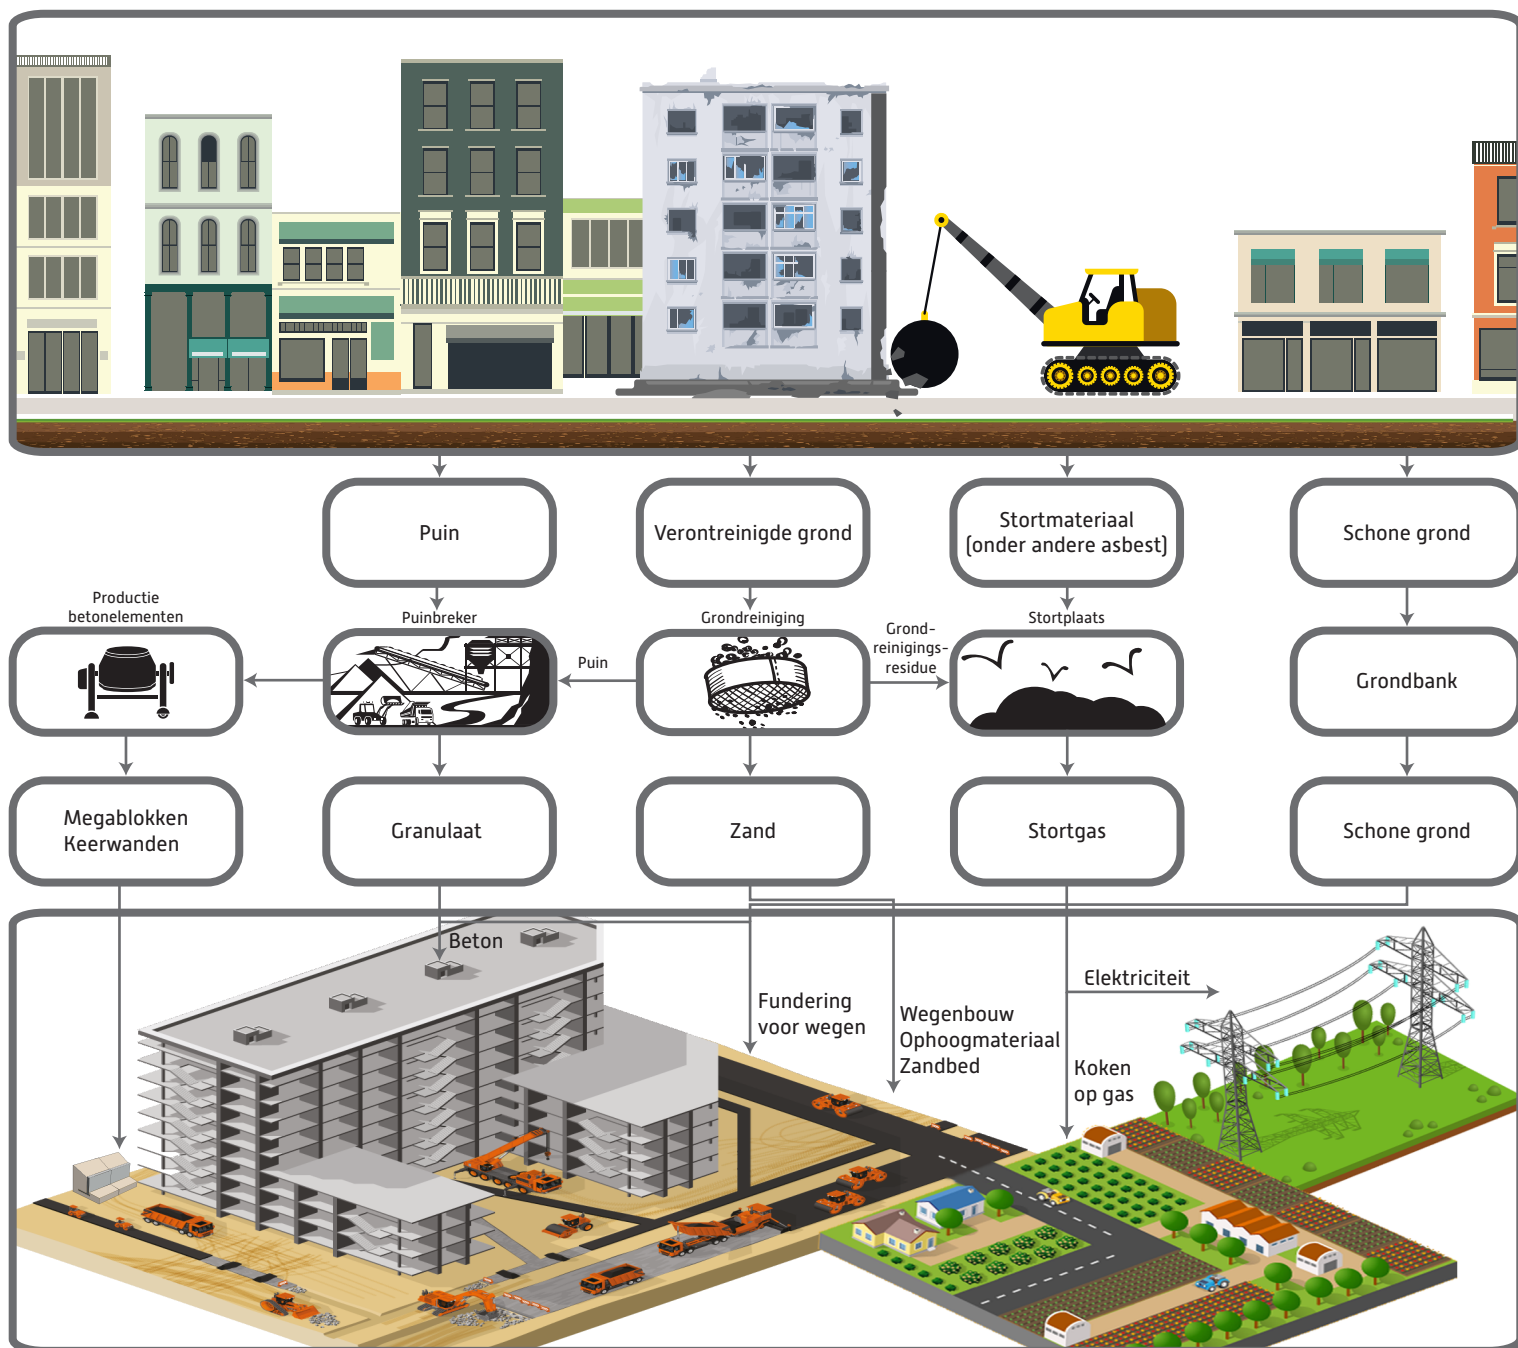 Puin
Verontreinigde grond
Stortmateriaal
(onder andere asbest)
Schone grond
Productie
betonelementen
Puinbreker
Grondreiniging
Stortplaats
Puin
Grond-
reinigings-
residue
Grondbank
Megablokken
Keerwanden
Granulaat
Zand
Stortgas
Schone grond
Beton
Fundering
voor wegen
Wegenbouw
Ophoogmateriaal
Zandbed
Elektriciteit
Koken
op gas